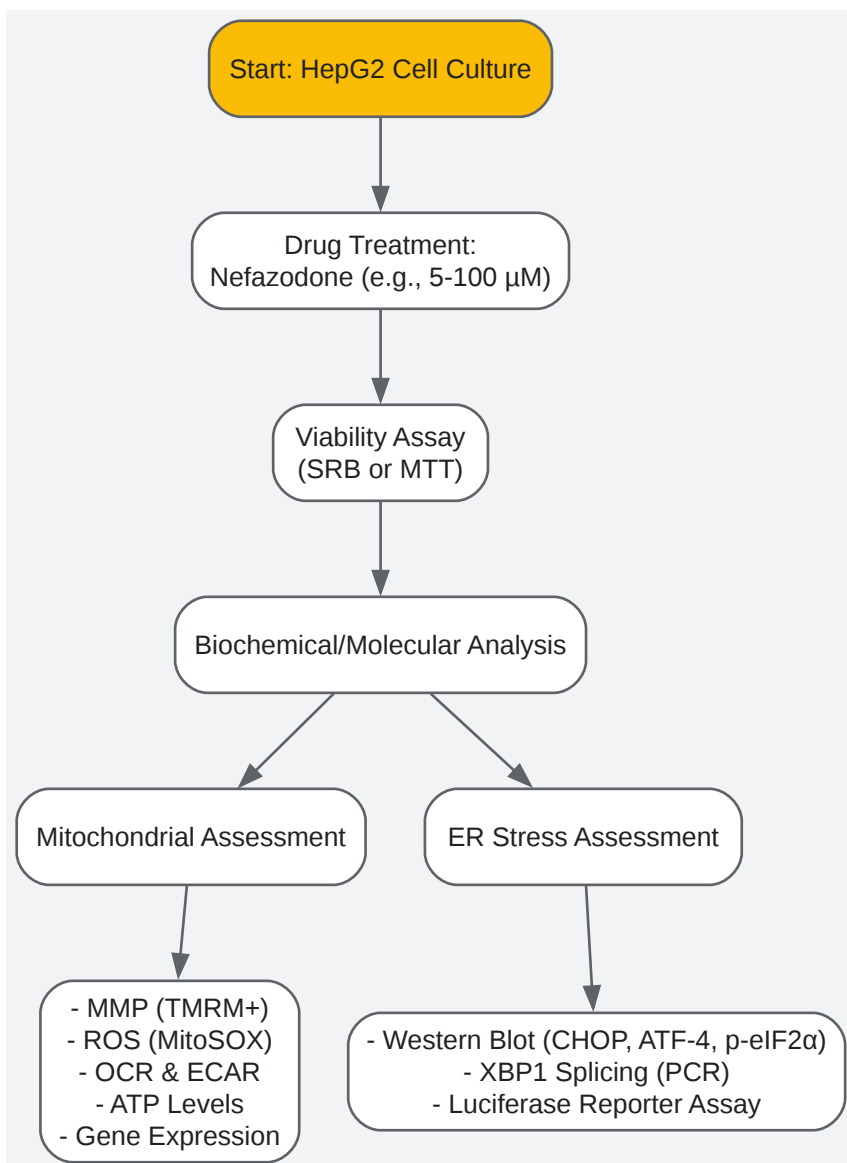 Start: HepG2 Cell Culture
Drug Treatment:
Nefazodone (e.g., 5-100 µM)
Viability Assay
(SRB or MTT)
Biochemical/Molecular Analysis
Mitochondrial Assessment
ER Stress Assessment
- MMP (TMRM+)
- ROS (MitoSOX)
- OCR & ECAR
- ATP Levels
- Gene Expression
- Western Blot (CHOP, ATF-4, p-eIF2α)
- XBP1 Splicing (PCR)
- Luciferase Reporter Assay